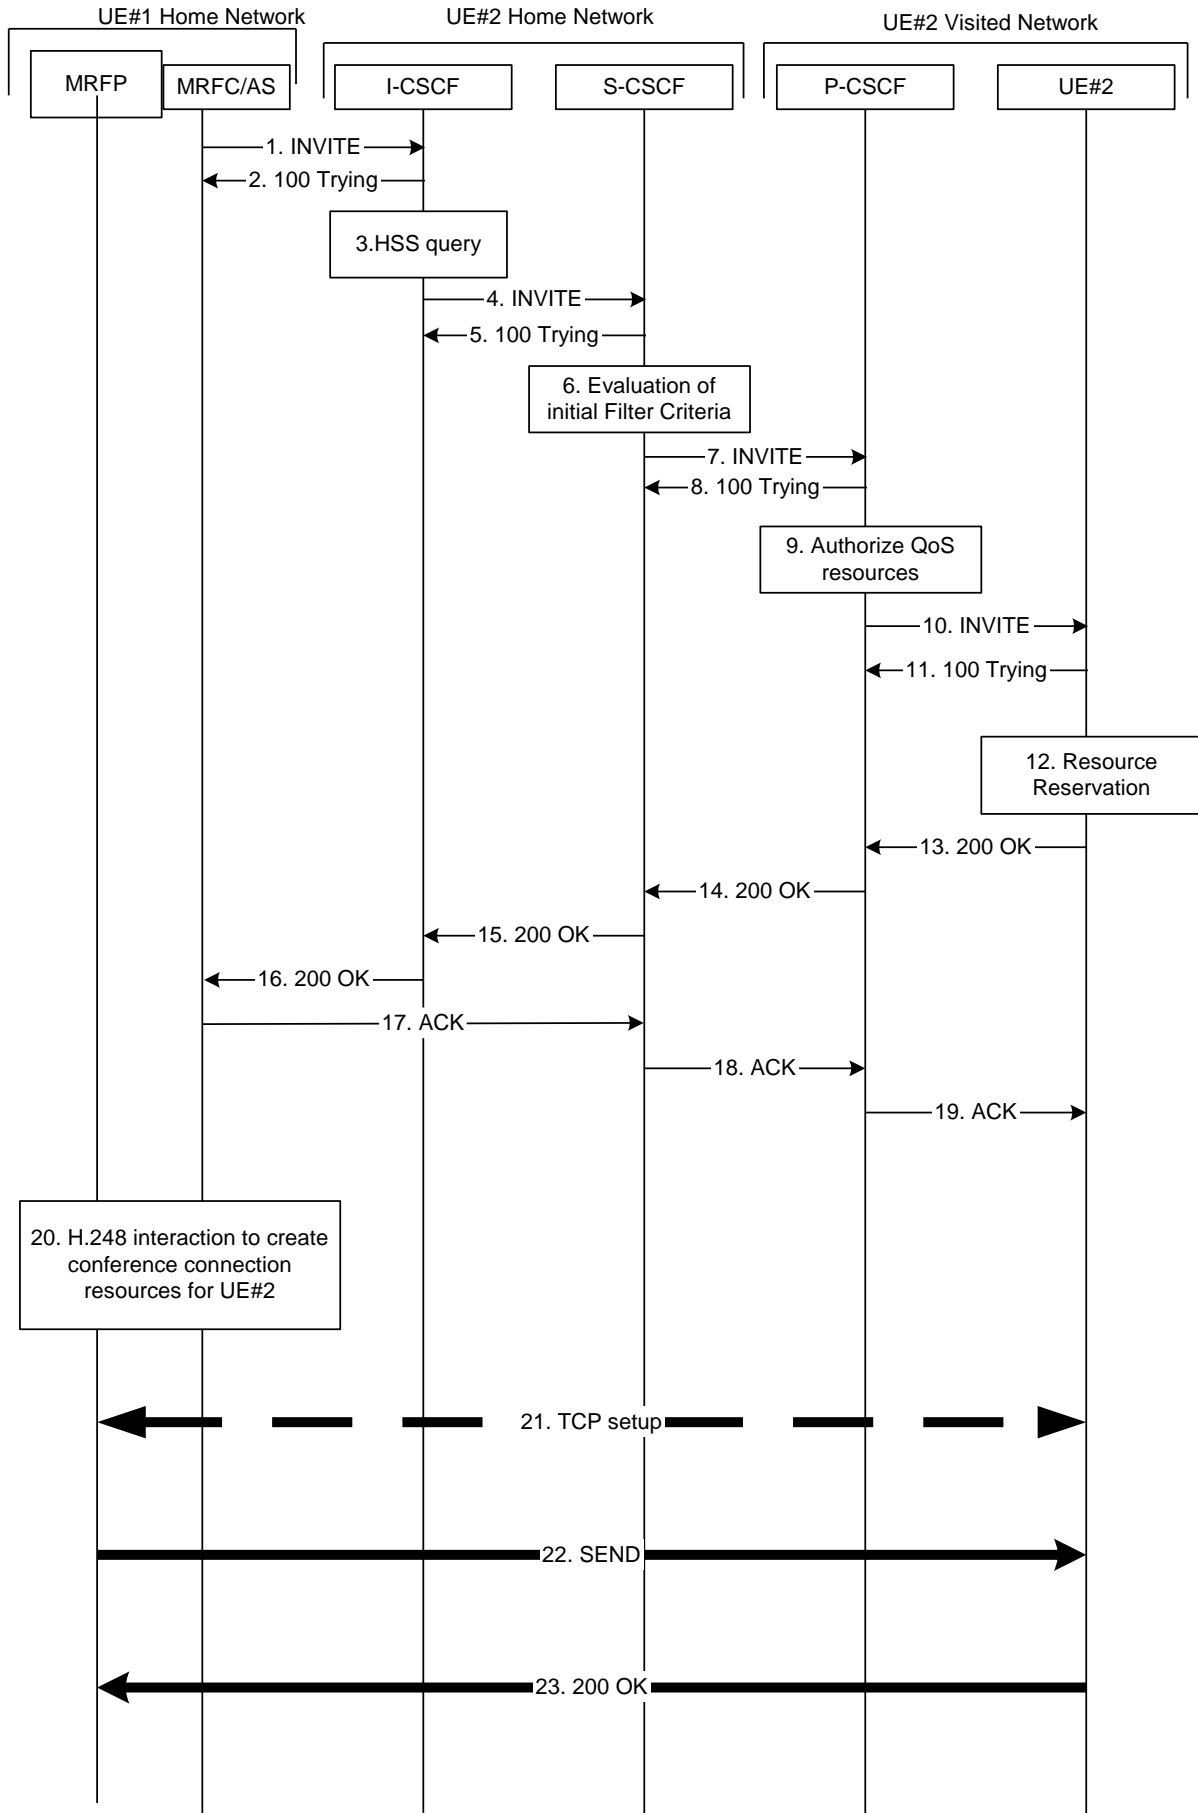 UE#1 Home Network
UE#2 Home Network
UE#2 Visited Network
MRFP
MRFC/AS
I-CSCF
S-CSCF
P-CSCF
UE#2
1. INVITE
2. 100 Trying
3.HSS query
4. INVITE
5. 100 Trying
6. Evaluation of
initial Filter Criteria
7. INVITE
8. 100 Trying
9. Authorize QoS
resources
10. INVITE
11. 100 Trying
12. Resource
Reservation
13. 200 OK
14. 200 OK
15. 200 OK
16. 200 OK
17. ACK
18. ACK
19. ACK
20. H.248 interaction to create
conference connection
resources for UE#2
21. TCP setup
22. SEND
23. 200 OK